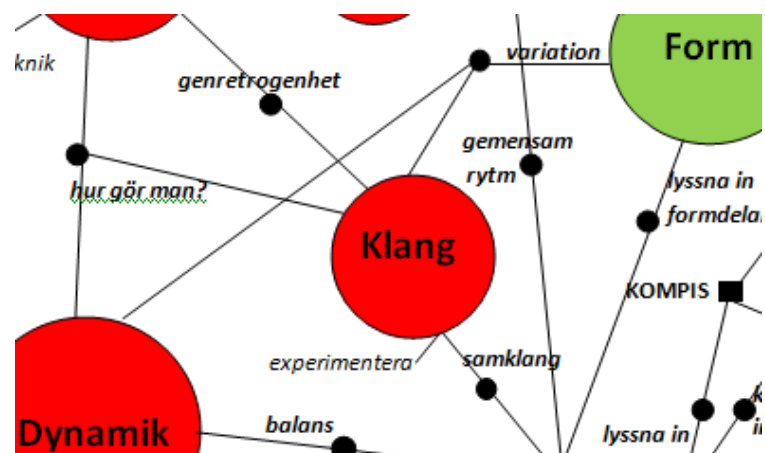 Form
variation
knik
genretrogenhet
gemensam
rytm
hur gör man?
lyssna in
formdelar
Klang
KOMPIS
experimentera
samklang
balans
Dynamik
lyssna in